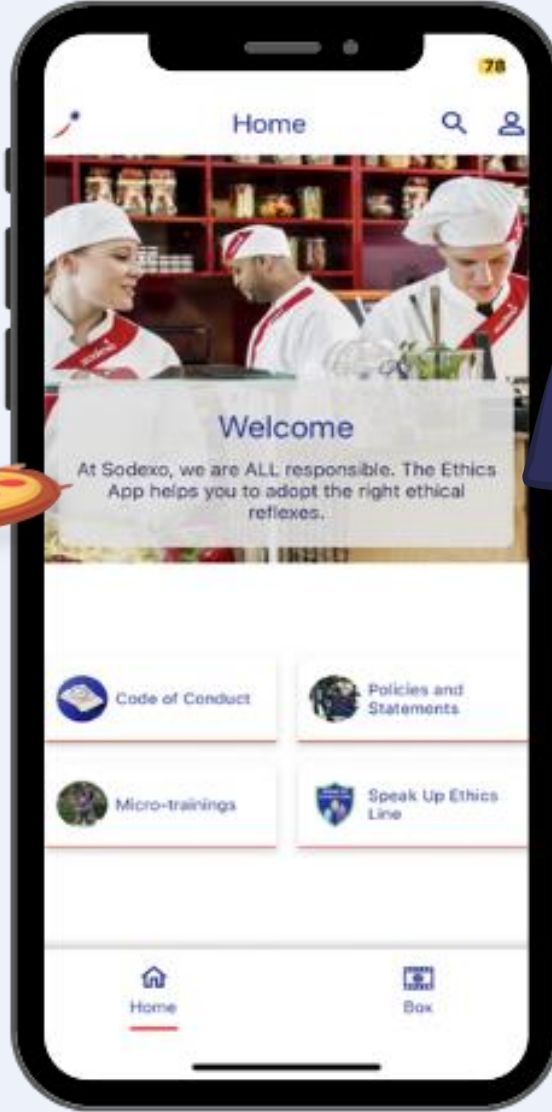 78
Home
Welcome
At Sodexo, we are ALL responsible. The Ethics
App helps you to adopt the right ethical
reflexes.
Code of Conduct
Policies and
Statements
Micro-trainings
Speak Up Ethics
Line
Home
Box